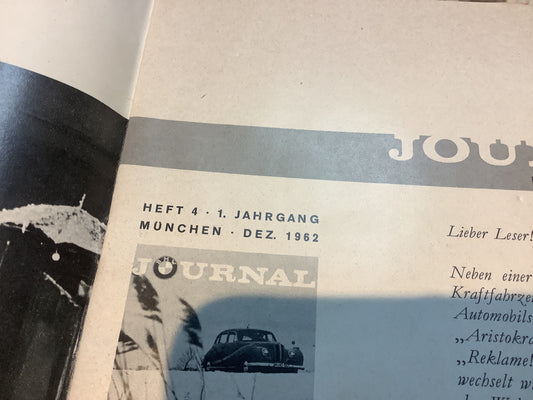 JOU
HEFT 4 · 1. JAHRGANG
MÜNCHEN · DEZ. 1962
JOURNAL
Lieber Leser!
Neben einer
Kraftfahrze
Automobils
„Aristokra
„Reklame!
wechselt w